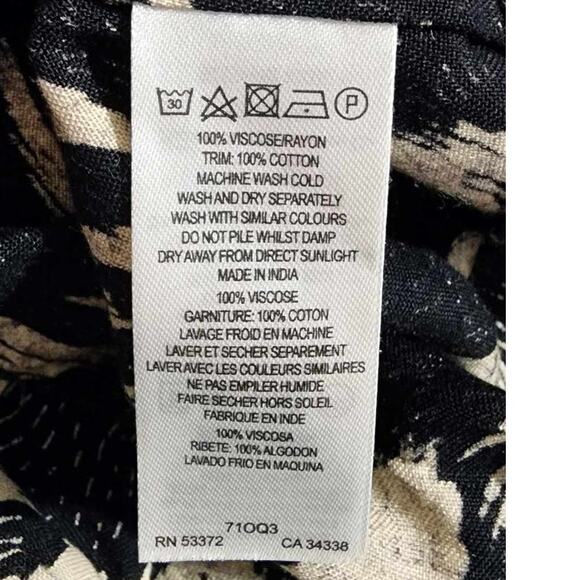 30 P
100% VISCOSE/RAYON
TRIM: 100% COTTON
MACHINE WASH COLD
WASH AND DRY SEPARATELY
WASH WITH SIMILAR COLOURS
DO NOT PILE WHILST DAMP
DRY AWAY FROM DIRECT SUNLIGHT
MADE IN INDIA
100% VISCOSE
GARNITURE: 100% COTON
LAVAGE FROID EN MACHINE
LAVER ET SECHER SEPAREMENT
LAVER AVEC LES COULEURS SIMILAIRES
NE PAS EMPILER HUMIDE
FAIRE SECHER HORS SOLEIL
FABRIQUE EN INDE
100% VISCOSA
RIBETE: 100% ALGODON
LAVADO FRIO EN MAQUINA
71OQ3
RN 53372 CA 34338